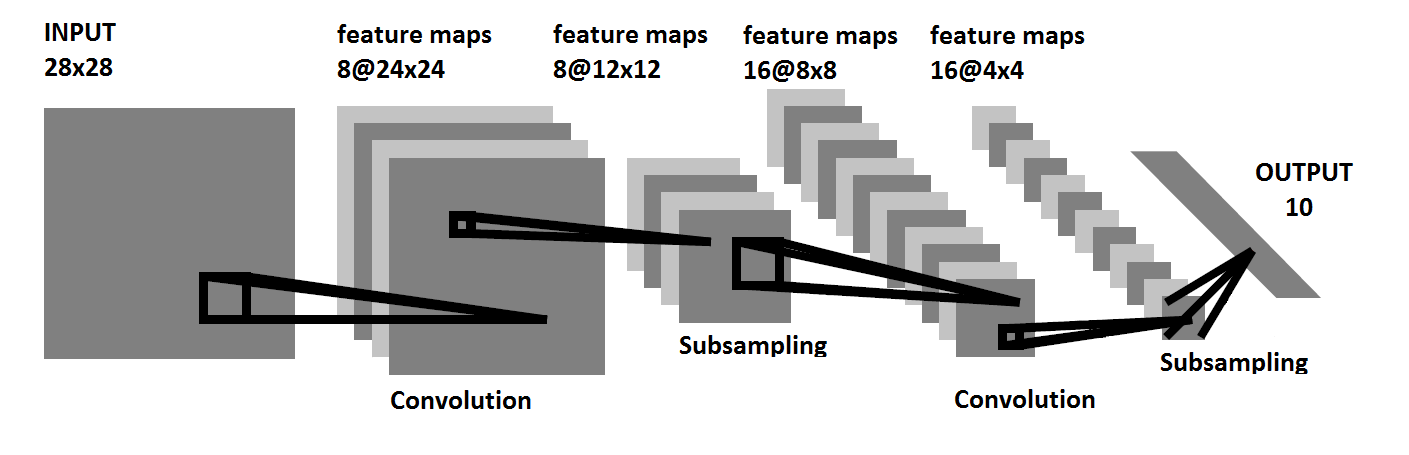 INPUT
28x28
feature maps
8@24x24
feature maps
8@12x12
feature maps
16@8x8
feature maps
16@4x4
OUTPUT
10
Convolution
Subsampling
Convolution
Subsampling